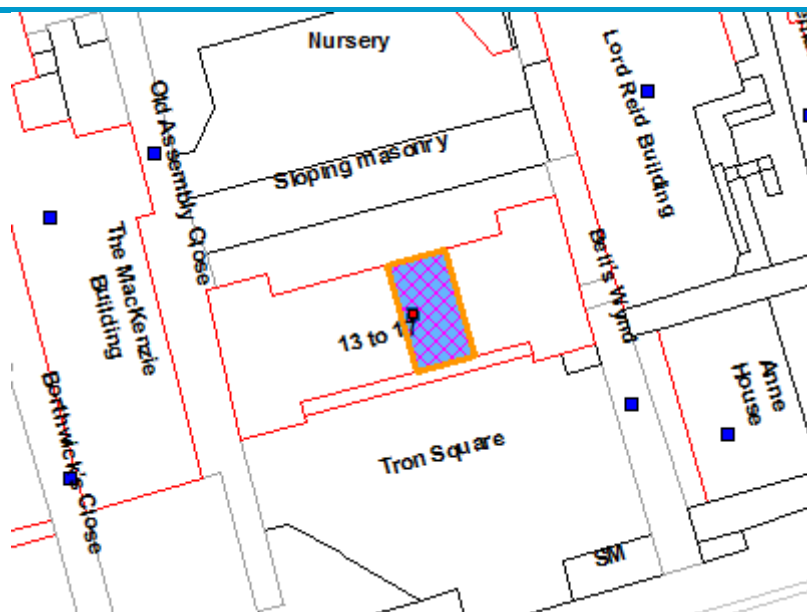 Nursery
Lord Reid Building
Old Assembly Close
Sloping masonry
The MacKenzie
Building
Bell's Wynd
13 to 17
Anne
House
Borthwick's Close
Tron Square
SM